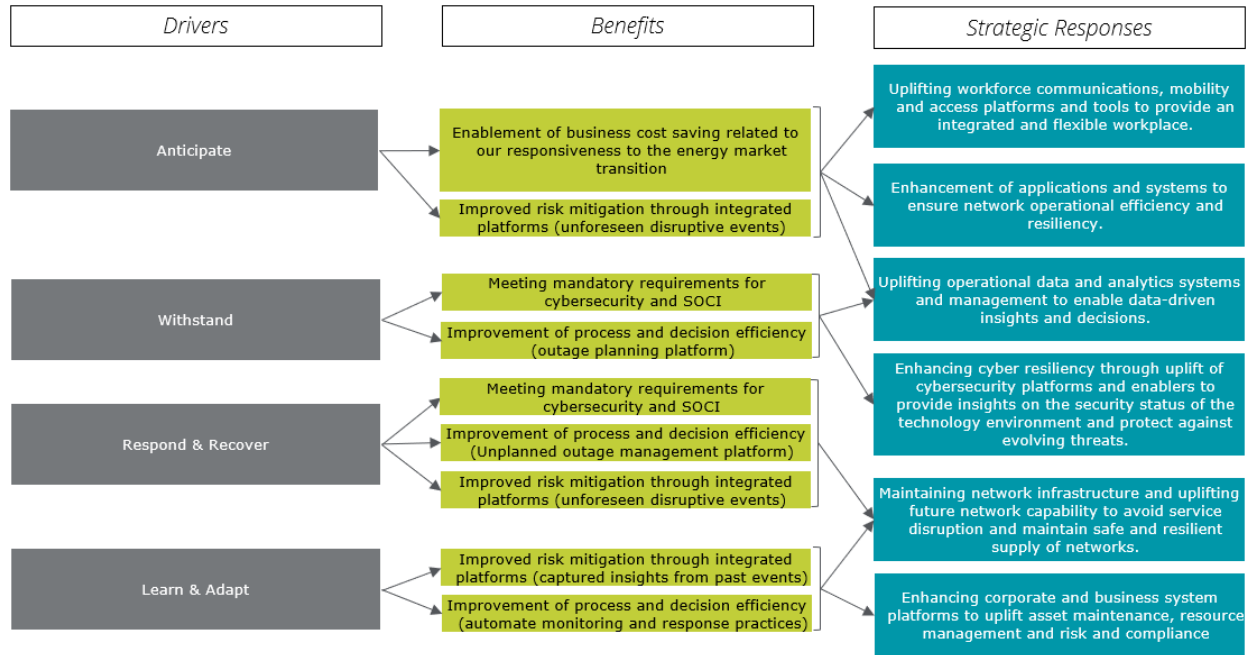 Drivers
Benefits
Strategic Responses
Anticipate
Enablement of business cost saving related to
our responsiveness to the energy market
transition
Improved risk mitigation through integrated
platforms (unforeseen disruptive events)
Withstand
Meeting mandatory requirements for
cybersecurity and SOCI
Improvement of process and decision efficiency
(outage planning platform)
Respond & Recover
Meeting mandatory requirements for
cybersecurity and SOCI
Improvement of process and decision efficiency
(Unplanned outage management platform)
Improved risk mitigation through integrated
platforms (unforeseen disruptive events)
Learn & Adapt
Improved risk mitigation through integrated
platforms (captured insights from past events)
Improvement of process and decision efficiency
(automate monitoring and response practices)
Uplifting workforce communications, mobility
and access platforms and tools to provide an
integrated and flexible workplace.
Enhancement of applications and systems to
ensure network operational efficiency and
resiliency.
Uplifting operational data and analytics systems
and management to enable data-driven
insights and decisions.
Enhancing cyber resiliency through uplift of
cybersecurity platforms and enablers to
provide insights on the security status of the
technology environment and protect against
evolving threats.
Maintaining network infrastructure and uplifting
future network capability to avoid service
disruption and maintain safe and resilient
supply of networks.
Enhancing corporate and business system
platforms to uplift asset maintenance, resource
management and risk and compliance